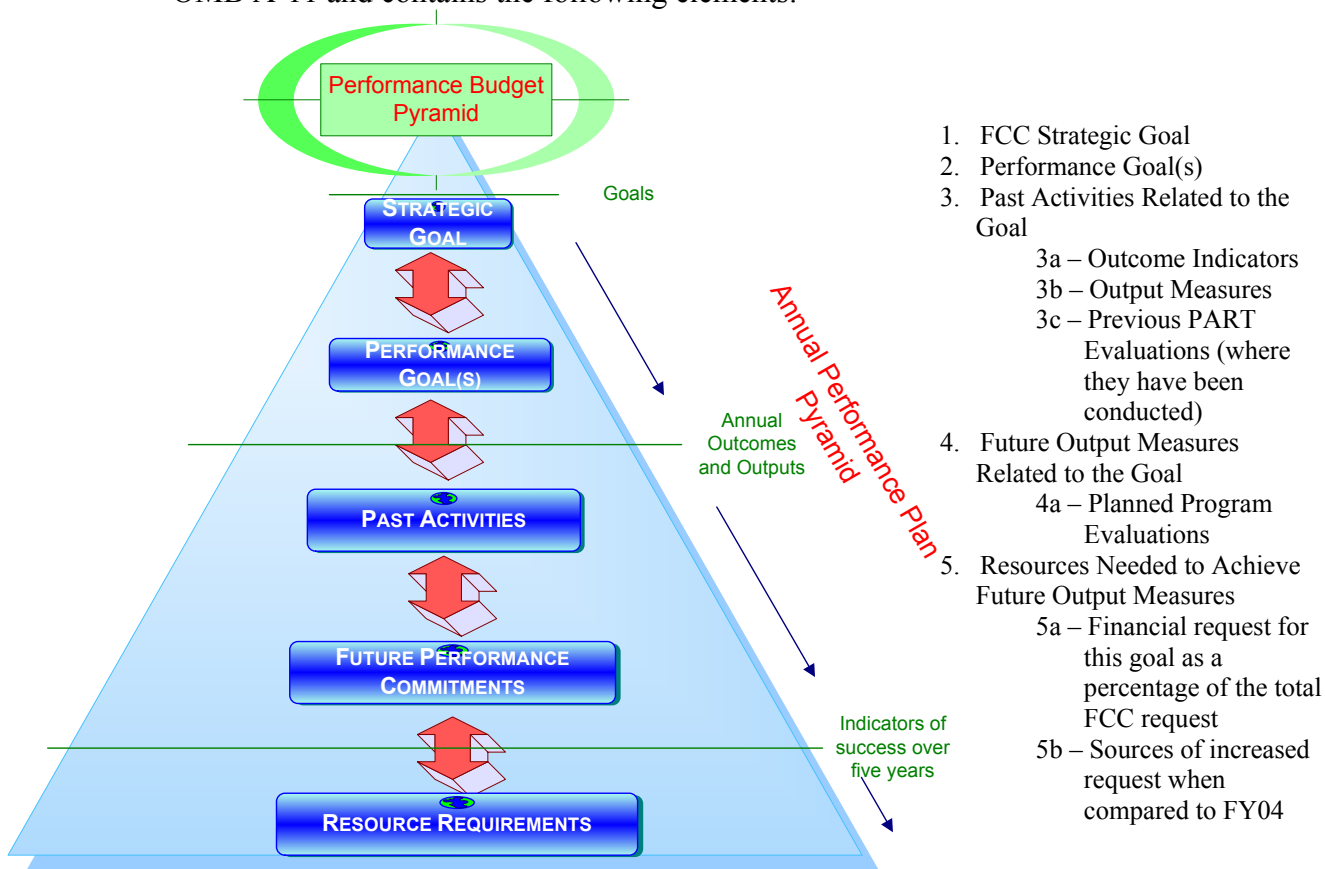 OMB A-11 and contains the following elements:
Performance Budget
Pyramid
Goals
STRATEGIC
GOAL
PERFORMANCE
GOAL(S)
Annual
Outcomes
and Outputs
PAST ACTIVITIES
FUTURE PERFORMANCE
COMMITMENTS
Indicators of
success over
five years
RESOURCE REQUIREMENTS
Annual Performance Plan
Pyramid
1. FCC Strategic Goal
2. Performance Goal(s)
3. Past Activities Related to the
Goal
3a – Outcome Indicators
3b – Output Measures
3c – Previous PART
Evaluations (where
they have been
conducted)
4. Future Output Measures
Related to the Goal
4a – Planned Program
Evaluations
5. Resources Needed to Achieve
Future Output Measures
5a – Financial request for
this goal as a
percentage of the total
FCC request
5b – Sources of increased
request when
compared to FY04